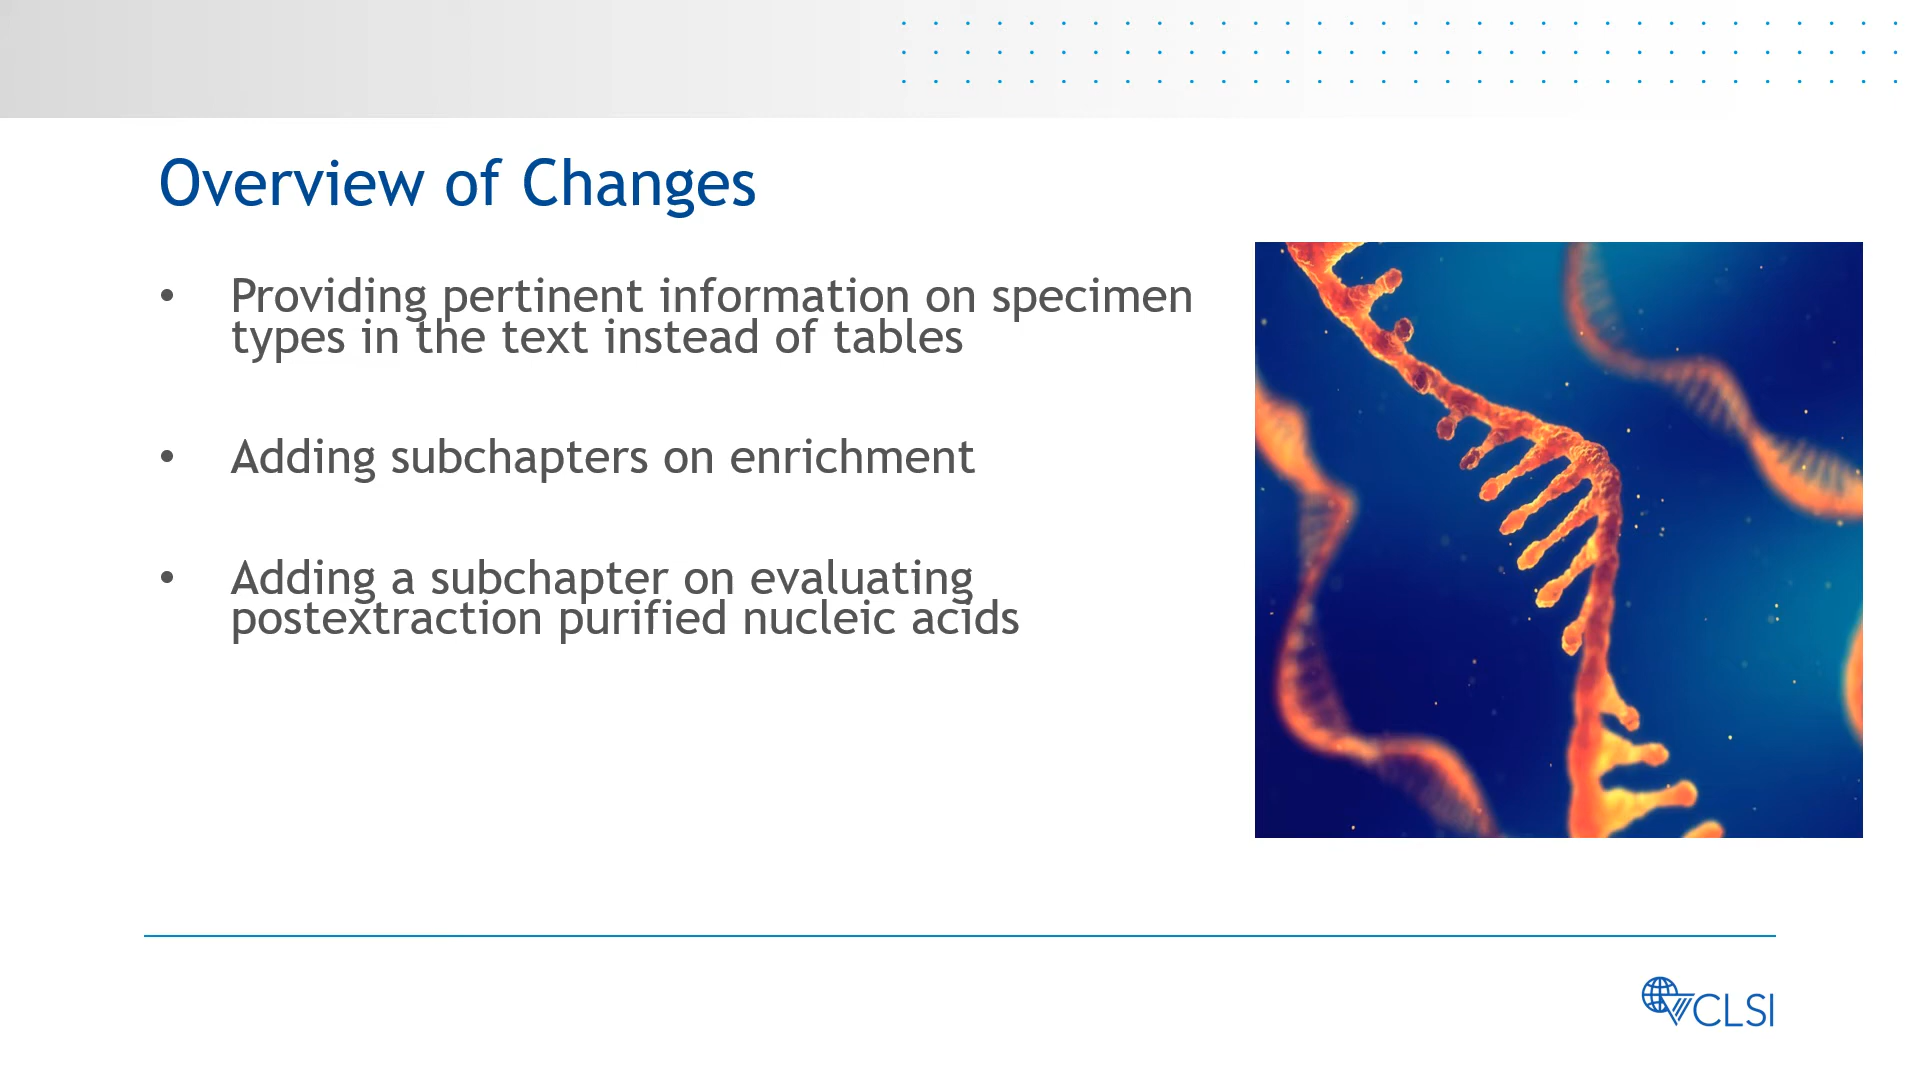 Overview of Changes
• Providing pertinent information on specimen
types in the text instead of tables
• Adding subchapters on enrichment
• Adding a subchapter on evaluating
postextraction purified nucleic acids
CLSI